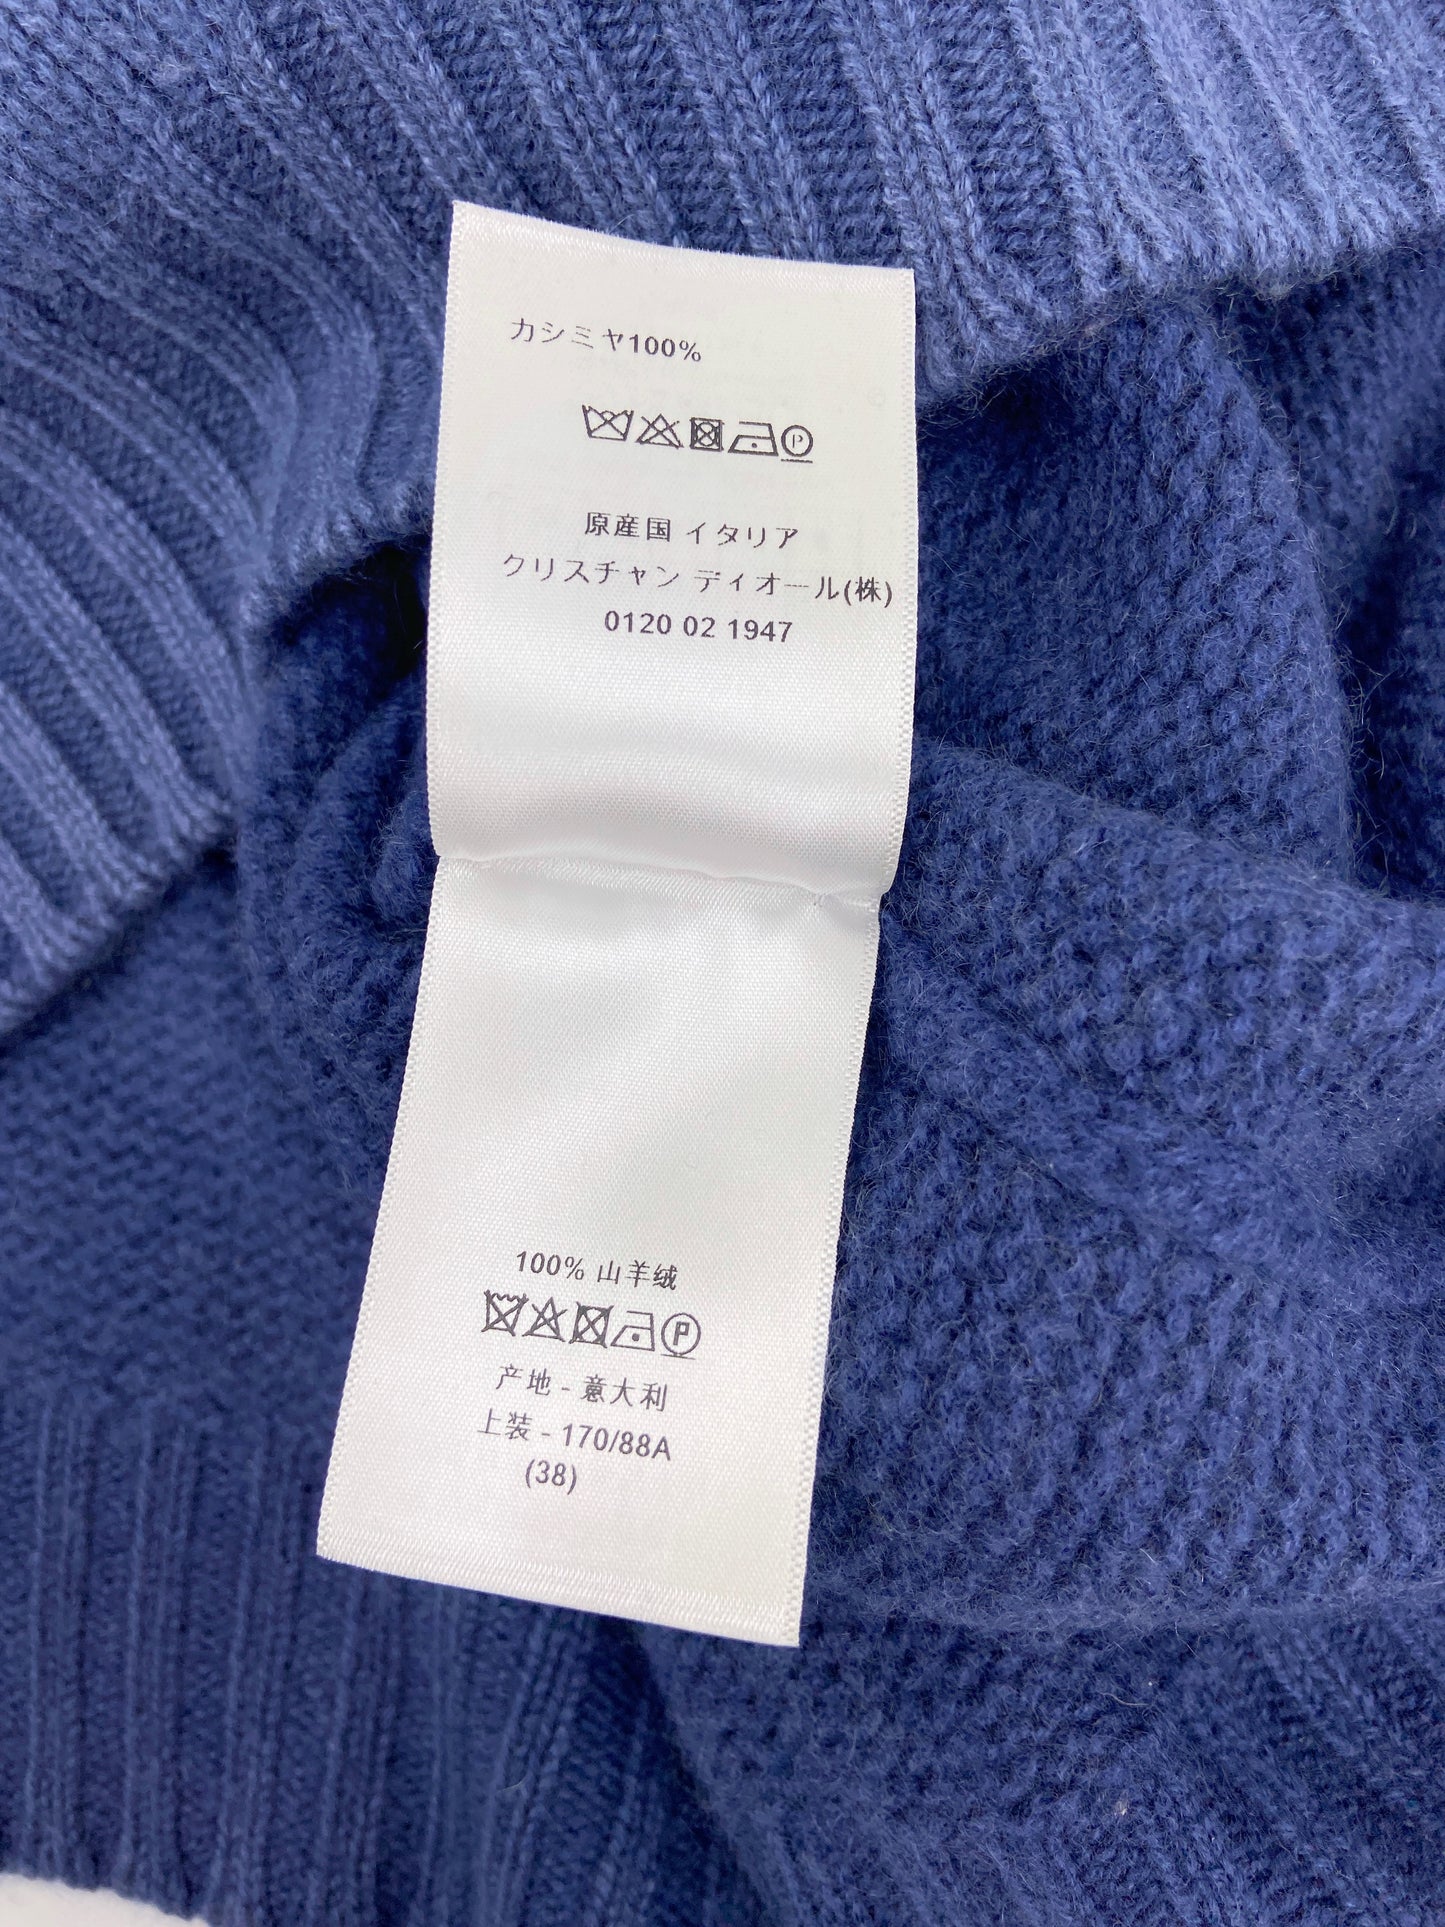 カシミヤ100%
P
原産国 イタリア
クリスチャン ディオール(株)
0120 02 1947
100% 山羊绒
P
产地 - 意大利
上装 - 170/88A
(38)